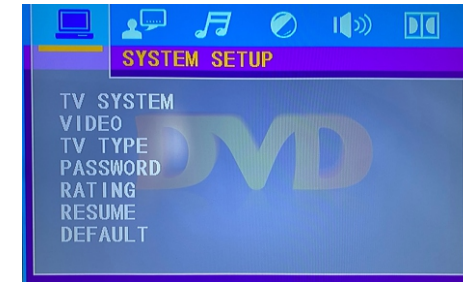 SYSTEM SETUP
TV SYSTEM
VIDEO
TV TYPE
PASSWORD
RATING
RESUME
DEFAULT
DVD